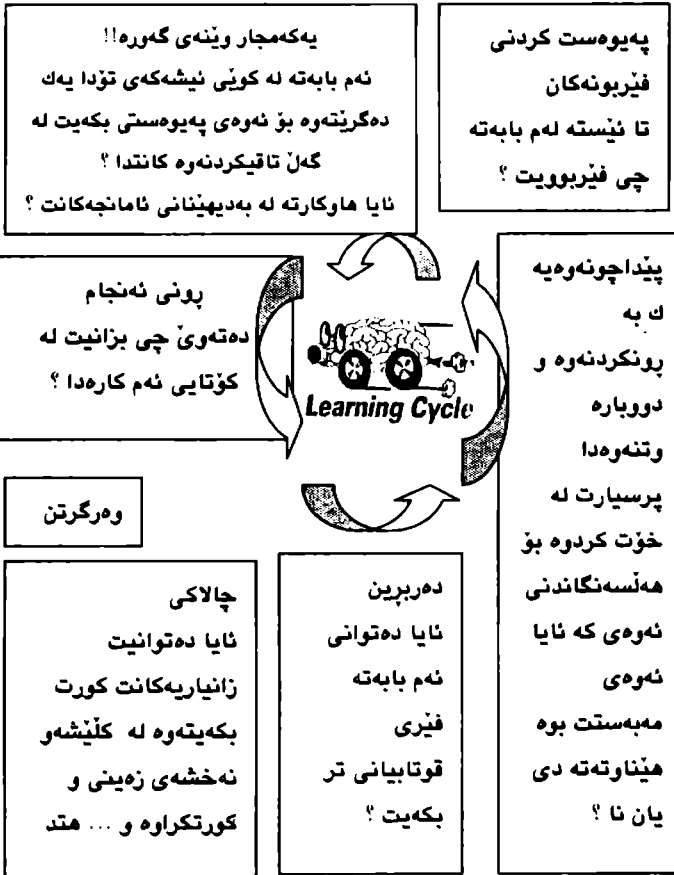 پەیوەست کردنی
فێربونەکان
تا ئێستە لەم بابەتە
چی فێربوویت ؟
یەکەمجار وێنەی گەورە!!
ئەم بابەتە لە کوێی ئیشەکەی تۆدا یەك
دەگرێتەوە بۆ ئەوەی پەیوەستی بکەیت لە
گەڵ تاقیکردنەوە کانتدا ؟
ئایا هاوکارتە لە بەدیهێنانی ئامانجەکانت ؟
ڕونی ئەنجام
دەتەوێ چی بزانیت لە
کۆتایی ئەم کارەدا ؟
Learning Cycle
وەرگرتن
چالاکی
ئایا دەتوانیت
زانیاریەکانت کورت
بکەیتەوە لە کڵێشەو
نەخشەی زەینی و
گورتکراوە و ... هتد
دەربڕین
ئایا دەتوانی
ئەم بابەتە
فێری
قوتابیانی تر
بکەیت ؟
پێداچونەوەیە
ك بە
ڕونکردنەوە و
دووبارە
وتنەوەدا
پرسیارت لە
خۆت کردوە بۆ
هەڵسەنگاندنی
ئەوەی کە ئایا
ئەوەی
مەبەستت بوە
هێناوتەتە دی
یان نا ؟